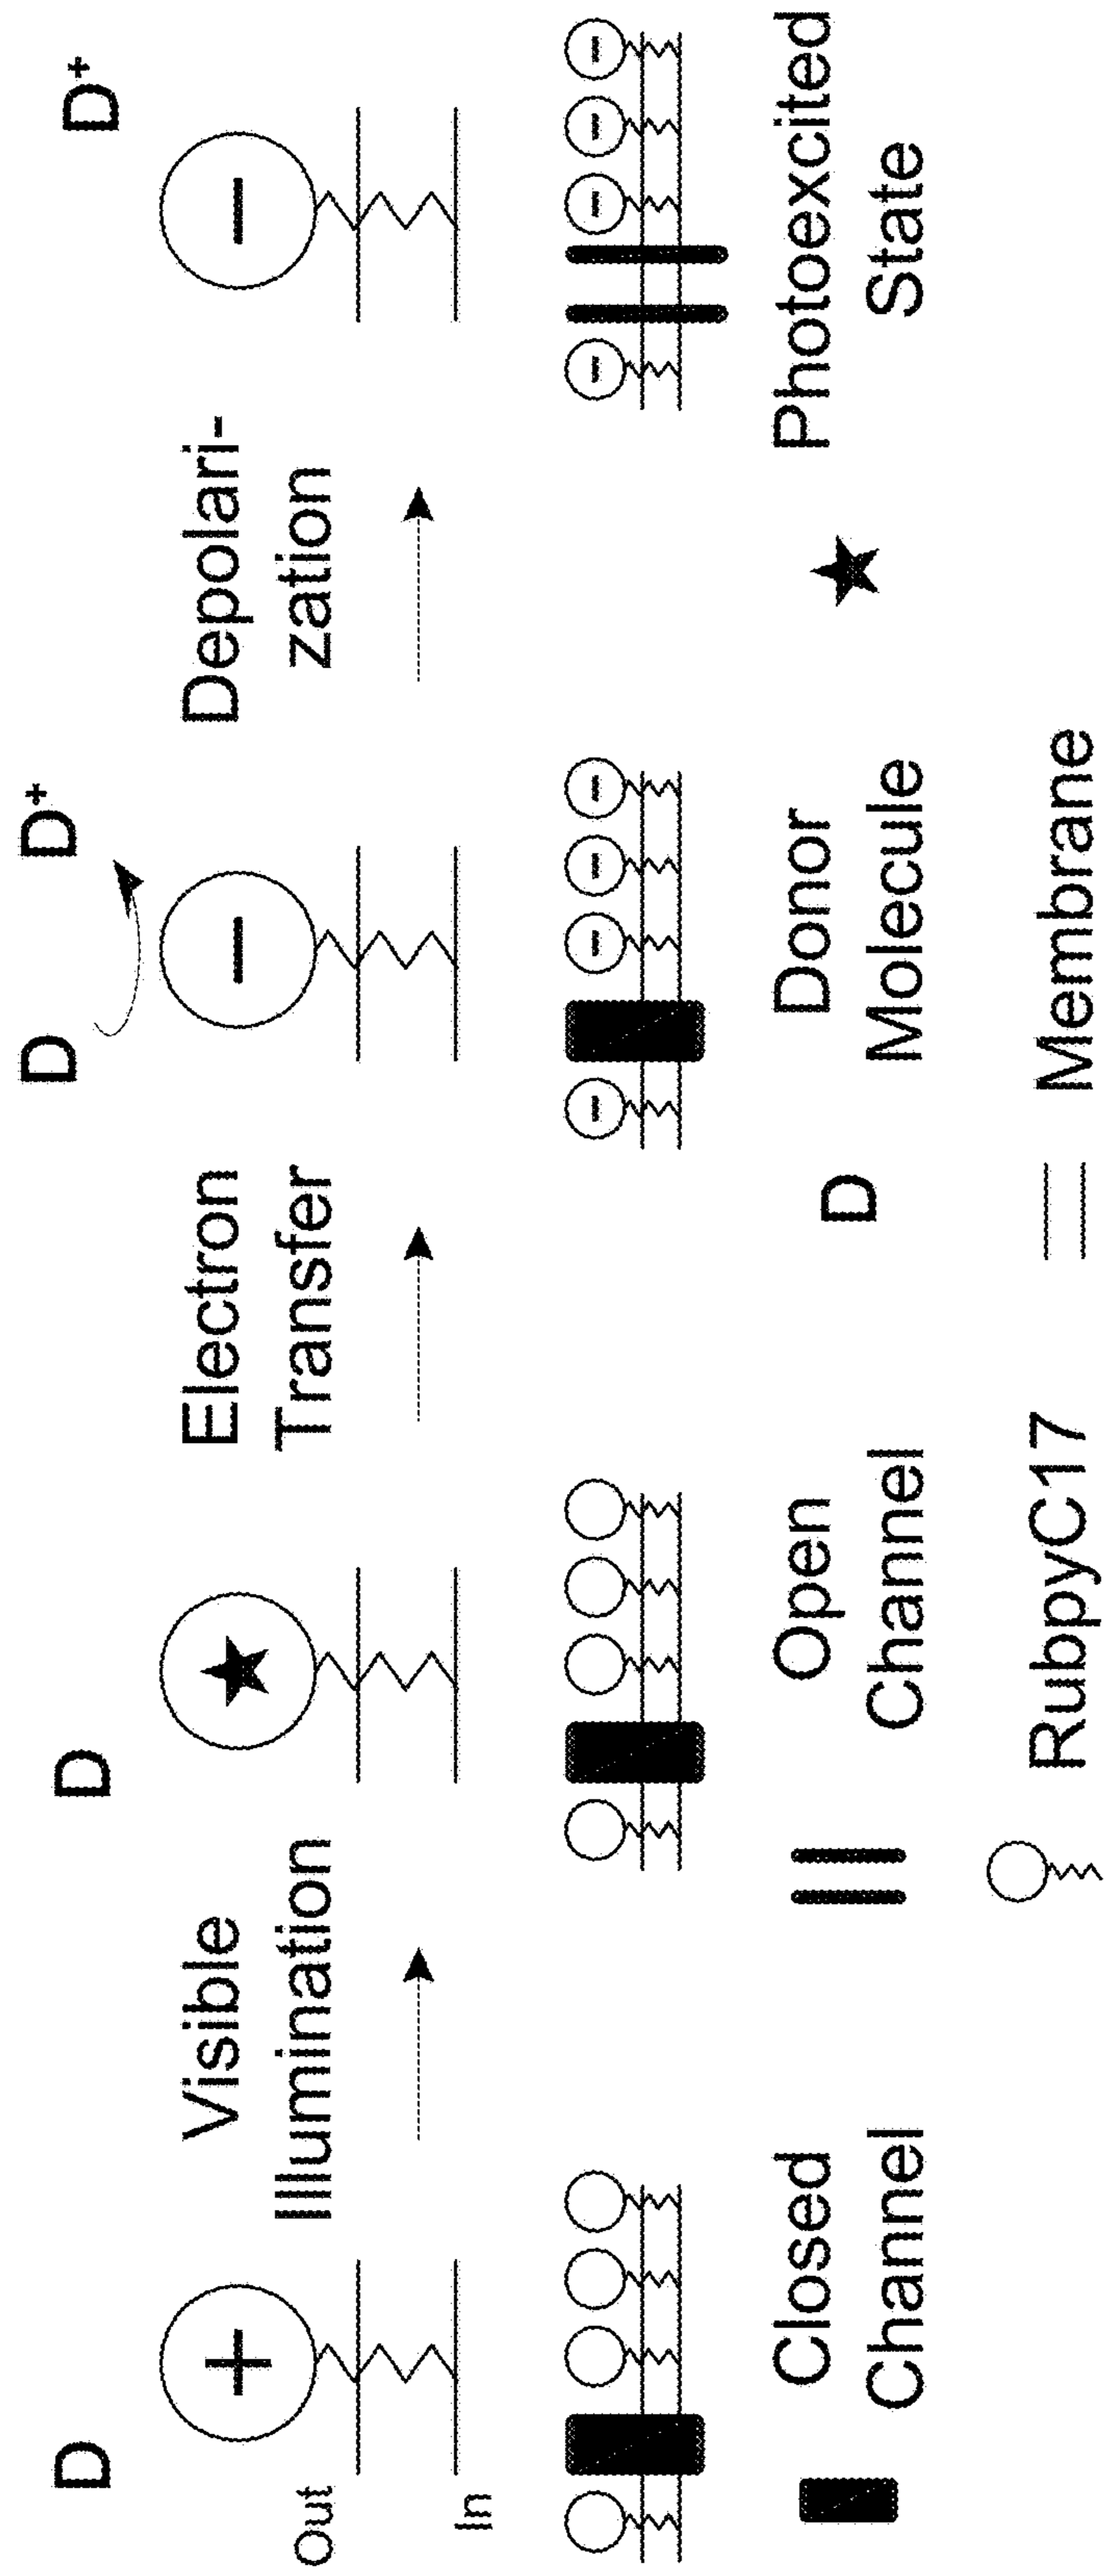 D
D
D D⁺
D⁺
+
★
−
−
Out
In
Visible
Illumination
Electron
Transfer
Depolari-
zation
− − − −
− − − −
Closed
Channel
Open
Channel
D
Donor
Molecule
★
Photoexcited
State
RubpyC17
Membrane